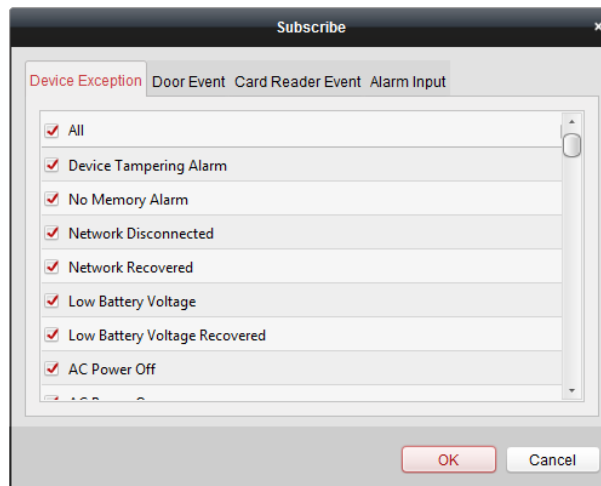 Subscribe
Device Exception Door Event Card Reader Event Alarm Input
All
Device Tampering Alarm
No Memory Alarm
Network Disconnected
Network Recovered
Low Battery Voltage
Low Battery Voltage Recovered
AC Power Off
OK Cancel